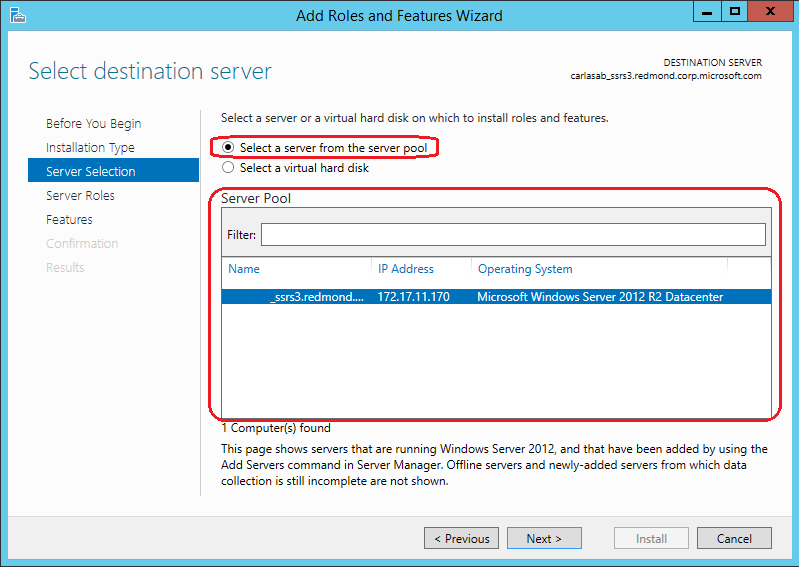 Add Roles and Features Wizard
Select destination server
DESTINATION SERVER
carlasab_ssrs3.redmond.corp.microsoft.com
Before You Begin
Installation Type
Server Selection
Server Roles
Features
Confirmation
Results
Select a server or a virtual hard disk on which to install roles and features.
Select a server from the server pool
Select a virtual hard disk
Server Pool
Filter:
Name IP Address Operating System
_ssrs3.redmond.... 172.17.11.170 Microsoft Windows Server 2012 R2 Datacenter
1 Computer(s) found
This page shows servers that are running Windows Server 2012, and that have been added by using the
Add Servers command in Server Manager. Offline servers and newly-added servers from which data
collection is still incomplete are not shown.
< Previous Next > Install Cancel